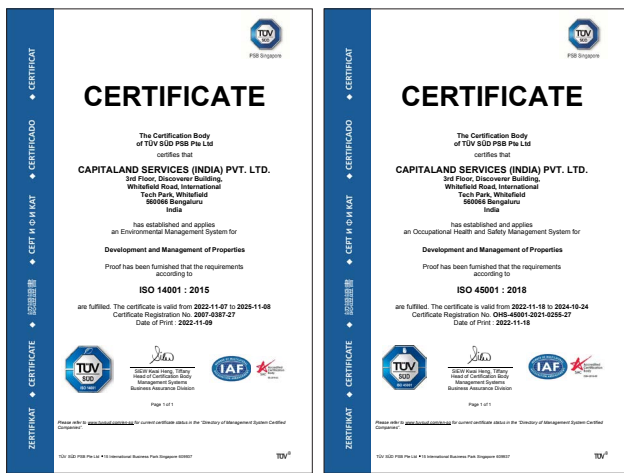 ZERTIFIKAT ◆ CERTIFICATE ◆ 認證證書 ◆ СЕРТИФИКАТ ◆ CERTIFICADO ◆ CERTIFICAT
TÜV
SÜD
PSB Singapore
CERTIFICATE
The Certification Body
of TÜV SÜD PSB Pte Ltd
certifies that
CAPITALAND SERVICES (INDIA) PVT. LTD.
3rd Floor, Discoverer Building,
Whitefield Road, International
Tech Park, Whitefield
560066 Bengaluru
India
has established and applies
an Environmental Management System for
Development and Management of Properties
Proof has been furnished that the requirements
according to
ISO 14001 : 2015
are fulfilled. The certificate is valid from 2022-11-07 to 2025-11-08
Certificate Registration No. 2007-0387-27
Date of Print : 2022-11-09
TÜV
SÜD
ISO 14001
SIEW Kwai Heng, Tiffany
Head of Certification Body
Management Systems
Business Assurance Division
IAF
Accredited
Certification
Body
Page 1 of 1
Please refer to www.tuvsud.com/en-sg for current certificate status in the "Directory of Management System Certified
Companies".
TÜV SÜD PSB Pte Ltd • 15 International Business Park Singapore 609937
TÜV®
ZERTIFIKAT ◆ CERTIFICATE ◆ 認證證書 ◆ СЕРТИФИКАТ ◆ CERTIFICADO ◆ CERTIFICAT
TÜV
SÜD
PSB Singapore
CERTIFICATE
The Certification Body
of TÜV SÜD PSB Pte Ltd
certifies that
CAPITALAND SERVICES (INDIA) PVT. LTD.
3rd Floor, Discoverer Building,
Whitefield Road, International
Tech Park, Whitefield
560066 Bengaluru
India
has established and applies
an Occupational Health and Safety Management System for
Development and Management of Properties
Proof has been furnished that the requirements
according to
ISO 45001 : 2018
are fulfilled. The certificate is valid from 2022-11-18 to 2024-10-24
Certificate Registration No. OHS-45001-2021-0255-27
Date of Print : 2022-11-18
TÜV
SÜD
ISO 45001
SIEW Kwai Heng, Tiffany
Head of Certification Body
Management Systems
Business Assurance Division
IAF
Accredited
Certification
Body
Page 1 of 1
Please refer to www.tuvsud.com/en-sg for current certificate status in the "Directory of Management System Certified
Companies".
TÜV SÜD PSB Pte Ltd • 15 International Business Park Singapore 609937
TÜV®